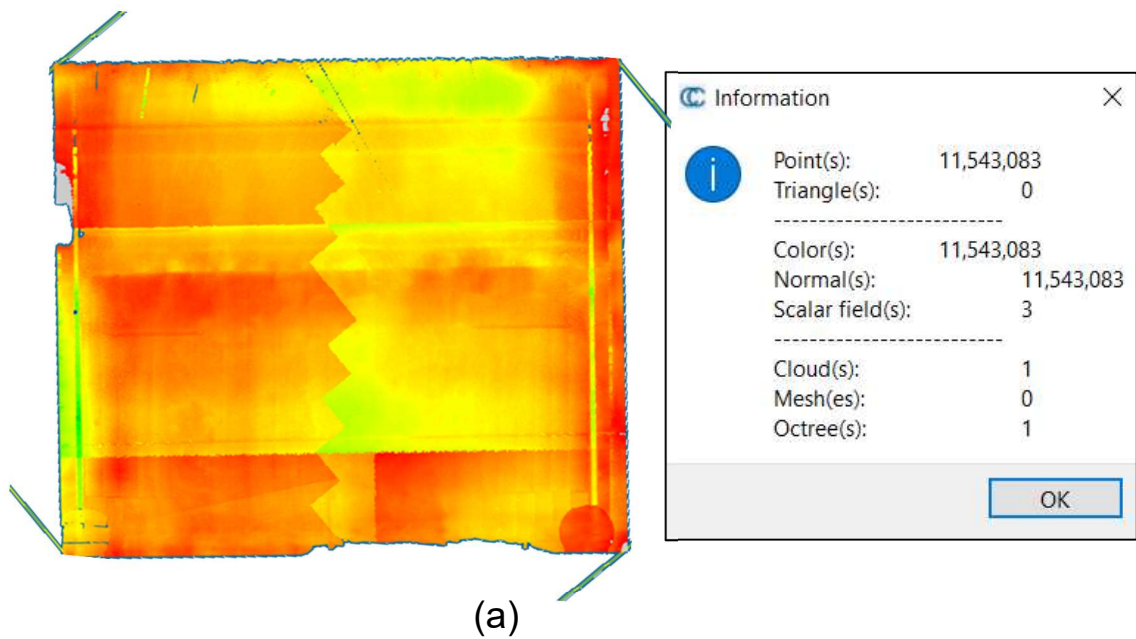 Information
Point(s): 11,543,083
Triangle(s): 0
---------------------------
Color(s): 11,543,083
Normal(s): 11,543,083
Scalar field(s): 3
---------------------------
Cloud(s): 1
Mesh(es): 0
Octree(s): 1
OK
(a)